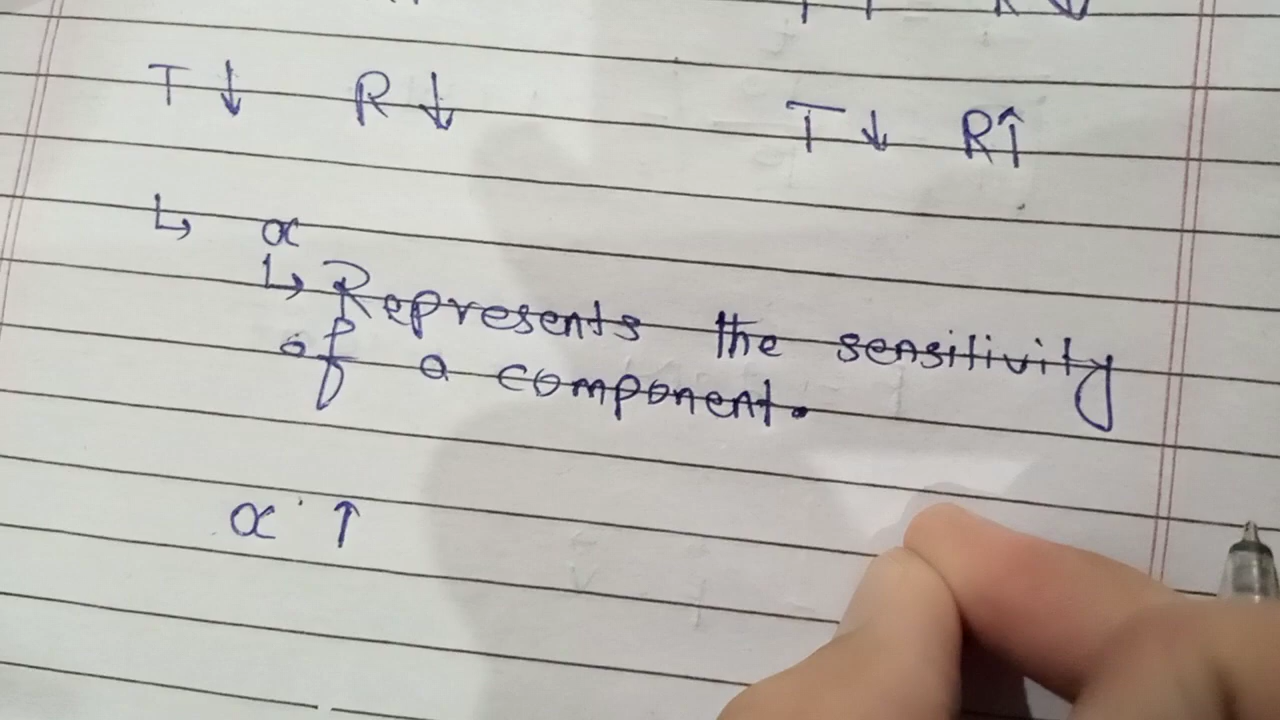 T ↓ R ↓ T ↓ R↑
↳ α
↳ Represents the sensitivity
of a component.
α ↑